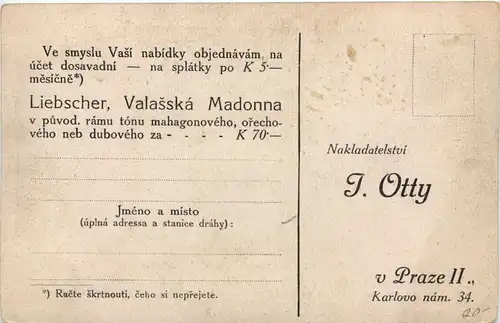 Ve smyslu Vaší nabídky objednávám na
účet dosavadní — na splátky po K 5·—
měsíčně*)
Liebscher, Valašská Madonna
v původ. rámu tónu mahagonového, ořecho-
vého neb dubového za - - - - K 70·—
Jméno a místo
(úplná adressa a stanice dráhy) :
*) Račte škrtnouti, čeho si nepřejete.
Nakladatelství
J. Otty
v Praze II.,
Karlovo nám. 34.
20-